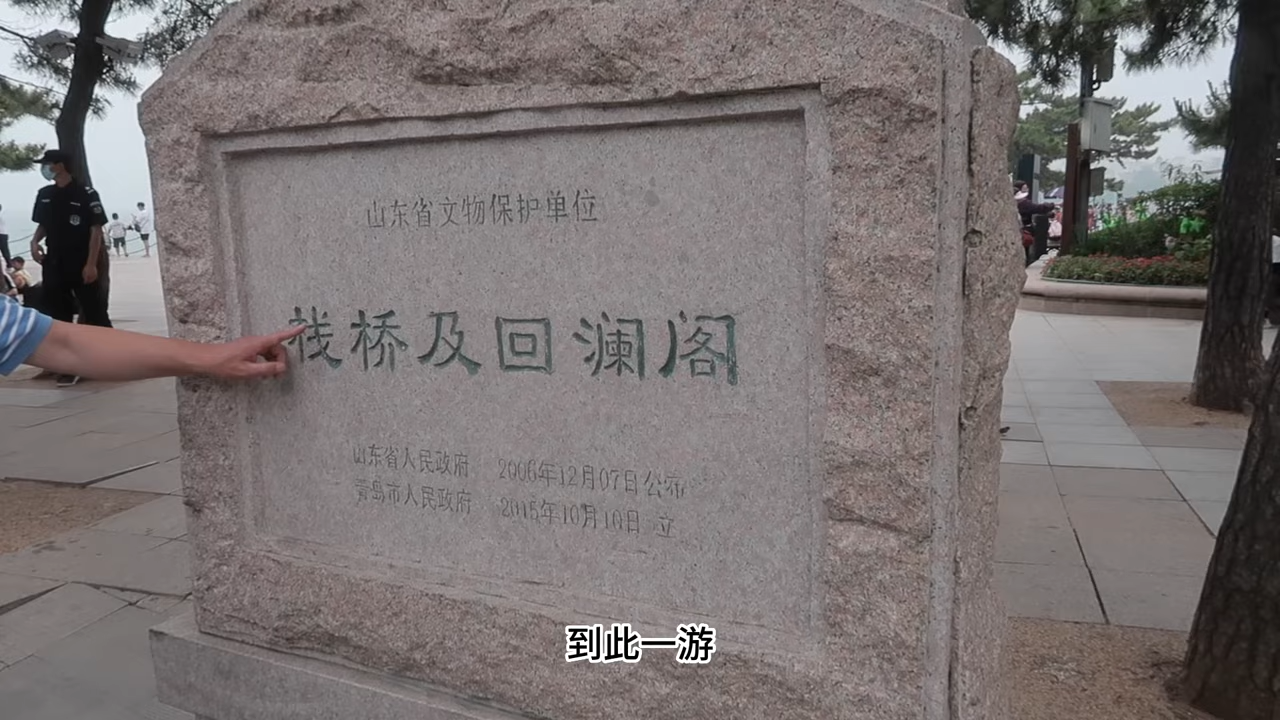 山东省文物保护单位
栈桥及回澜阁
山东省人民政府 2006年12月07日公布
青岛市人民政府 2015年10月10日 立
到此一游